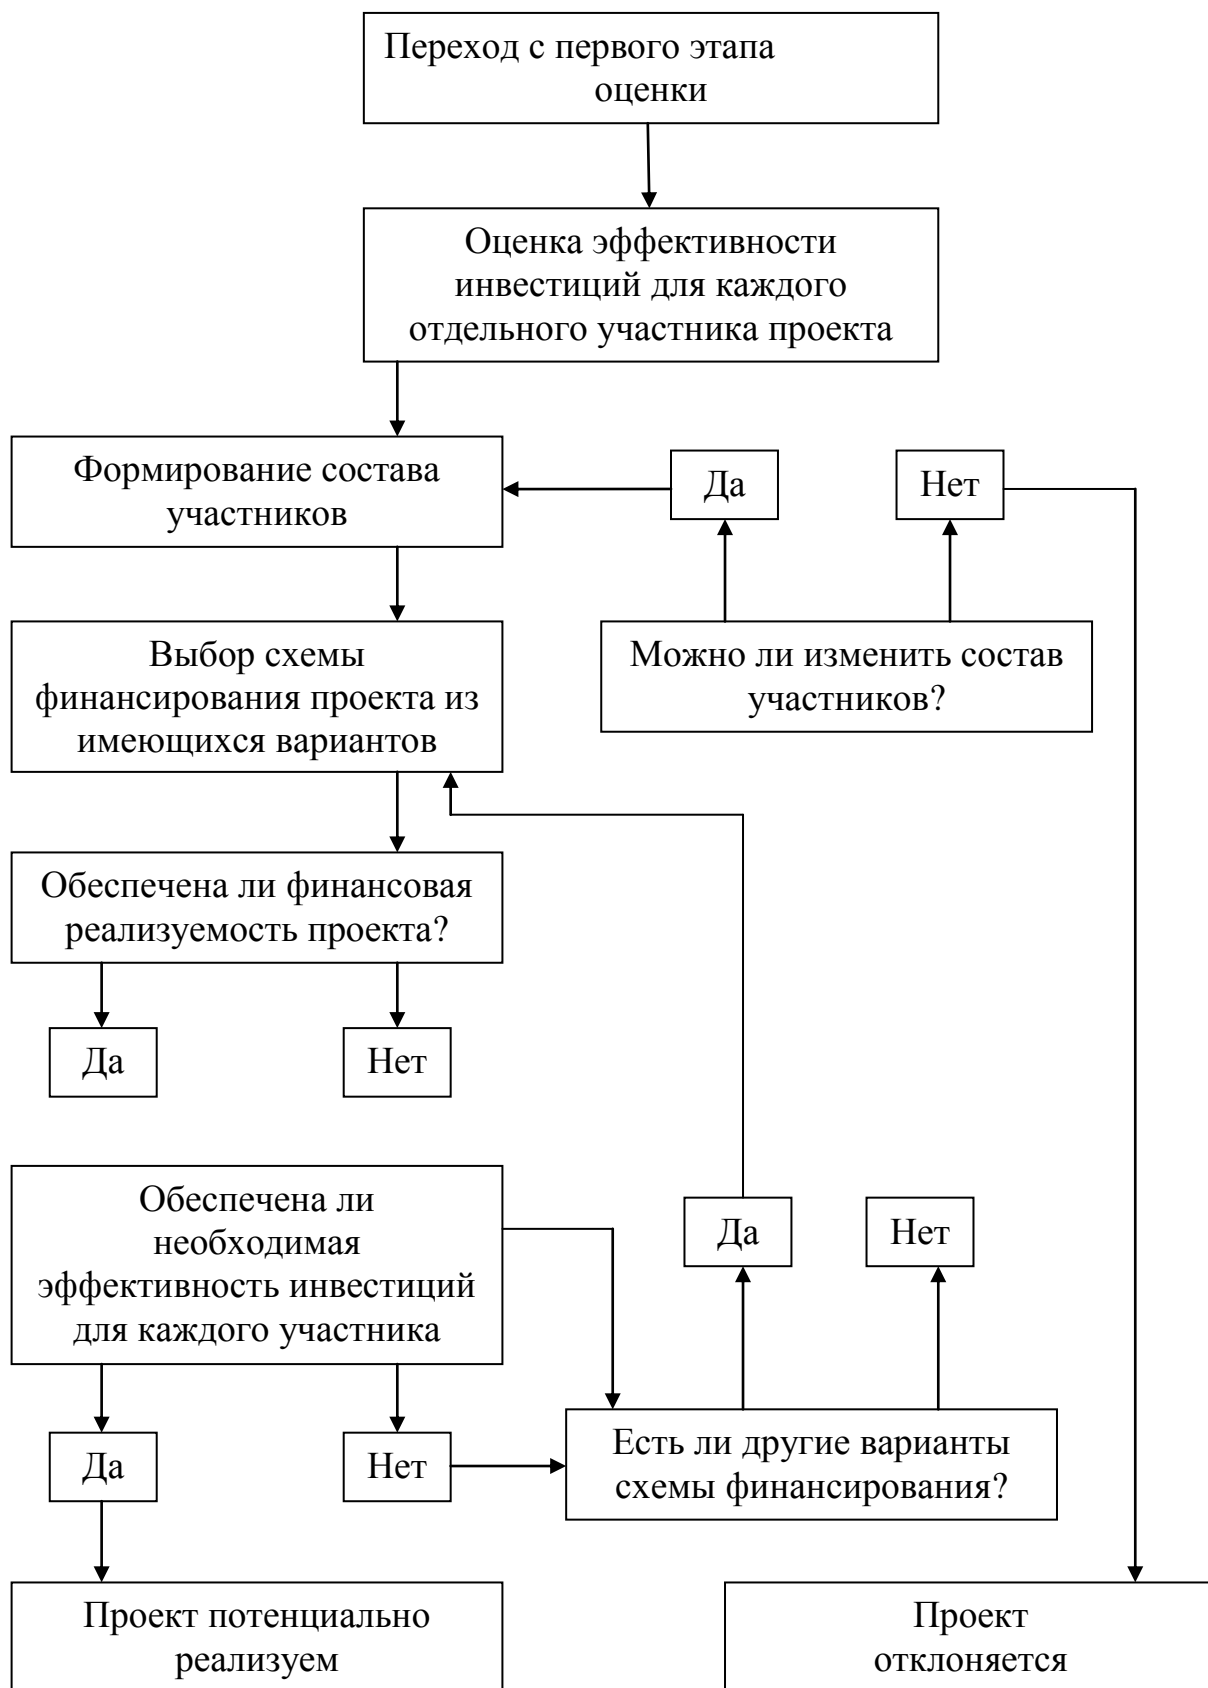 Переход с первого этапа
оценки
Оценка эффективности
инвестиций для каждого
отдельного участника проекта
Формирование состава
участников
Да
Нет
Выбор схемы
финансирования проекта из
имеющихся вариантов
Можно ли изменить состав
участников?
Обеспечена ли финансовая
реализуемость проекта?
Да
Нет
Обеспечена ли
необходимая
эффективность инвестиций
для каждого участника
Да
Нет
Да
Нет
Есть ли другие варианты
схемы финансирования?
Проект потенциально
реализуем
Проект
отклоняется